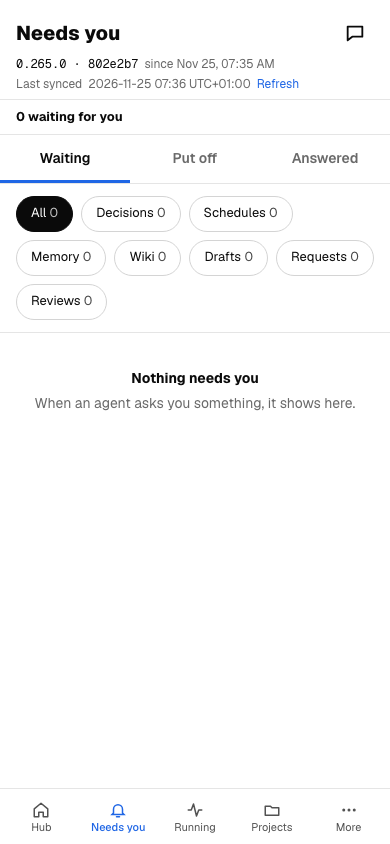 Needs you
0.265.0 · 802e2b7 since Nov 25, 07:35 AM
Last synced 2026-11-25 07:36 UTC+01:00 Refresh
0 waiting for you
Waiting Put off Answered
All 0 Decisions 0 Schedules 0
Memory 0 Wiki 0 Drafts 0 Requests 0
Reviews 0
Nothing needs you
When an agent asks you something, it shows here.
Hub Needs you Running Projects More